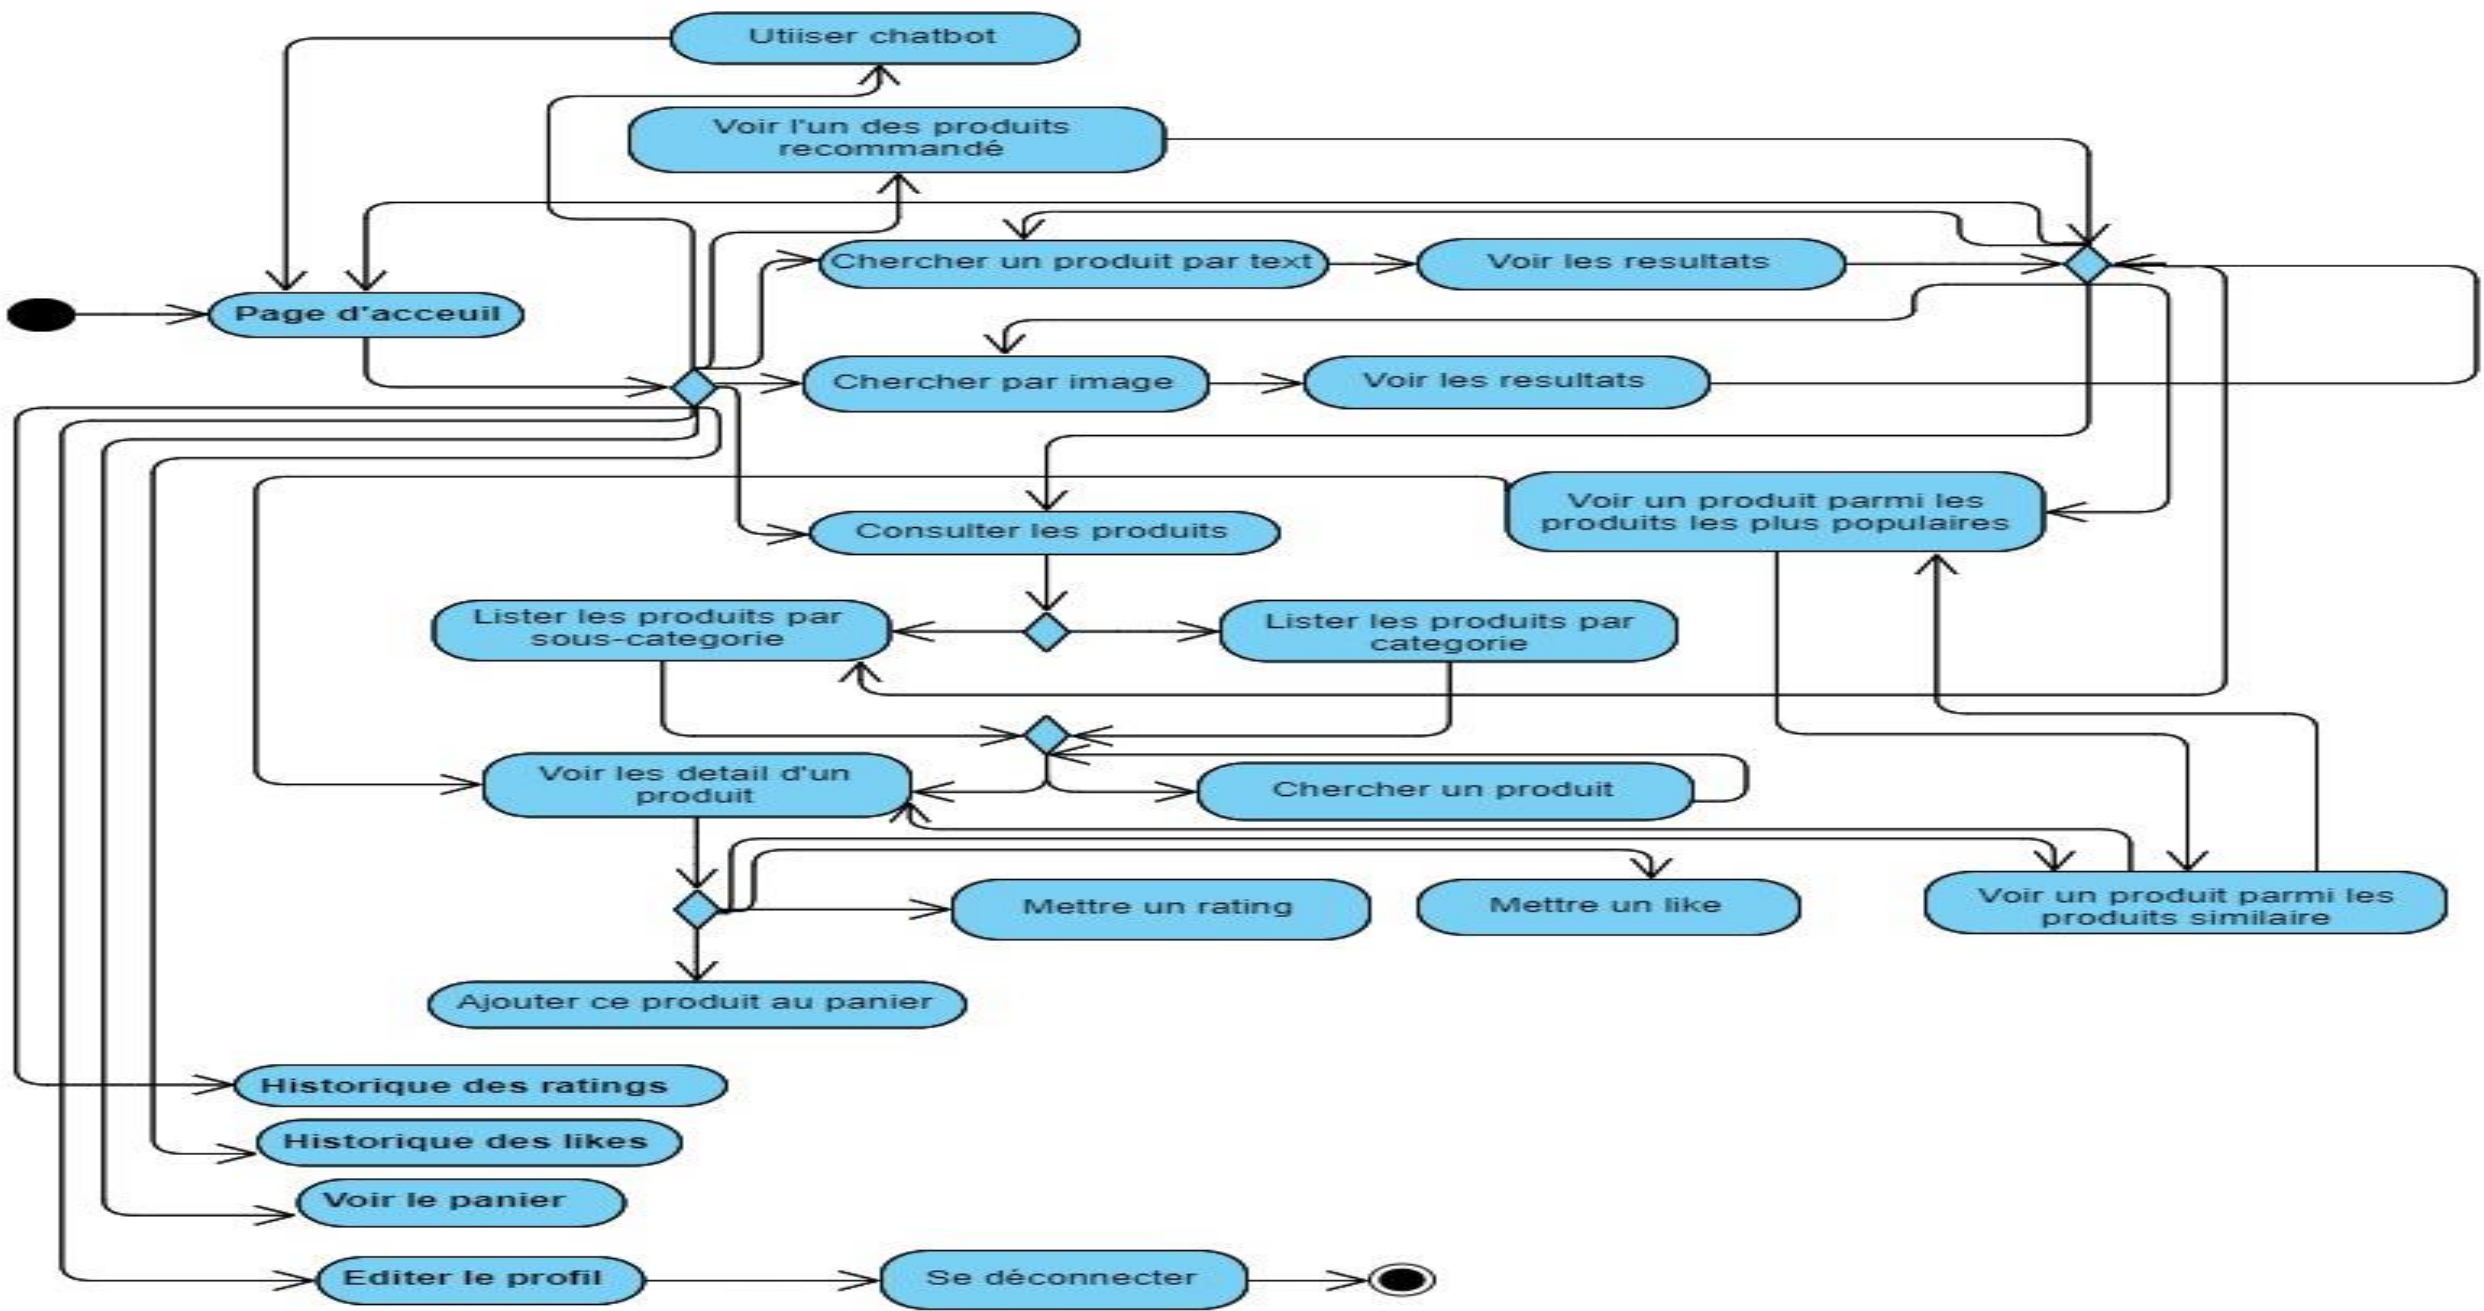 Utiiser chatbot
Voir l'un des produits
recommandé
Chercher un produit par text
Voir les resultats
Page d'acceuil
Chercher par image
Voir les resultats
Voir un produit parmi les
produits les plus populaires
Consulter les produits
Lister les produits par
sous-categorie
Lister les produits par
categorie
Voir les detail d'un
produit
Chercher un produit
Mettre un rating
Mettre un like
Voir un produit parmi les
produits similaire
Ajouter ce produit au panier
Historique des ratings
Historique des likes
Voir le panier
Editer le profil
Se déconnecter